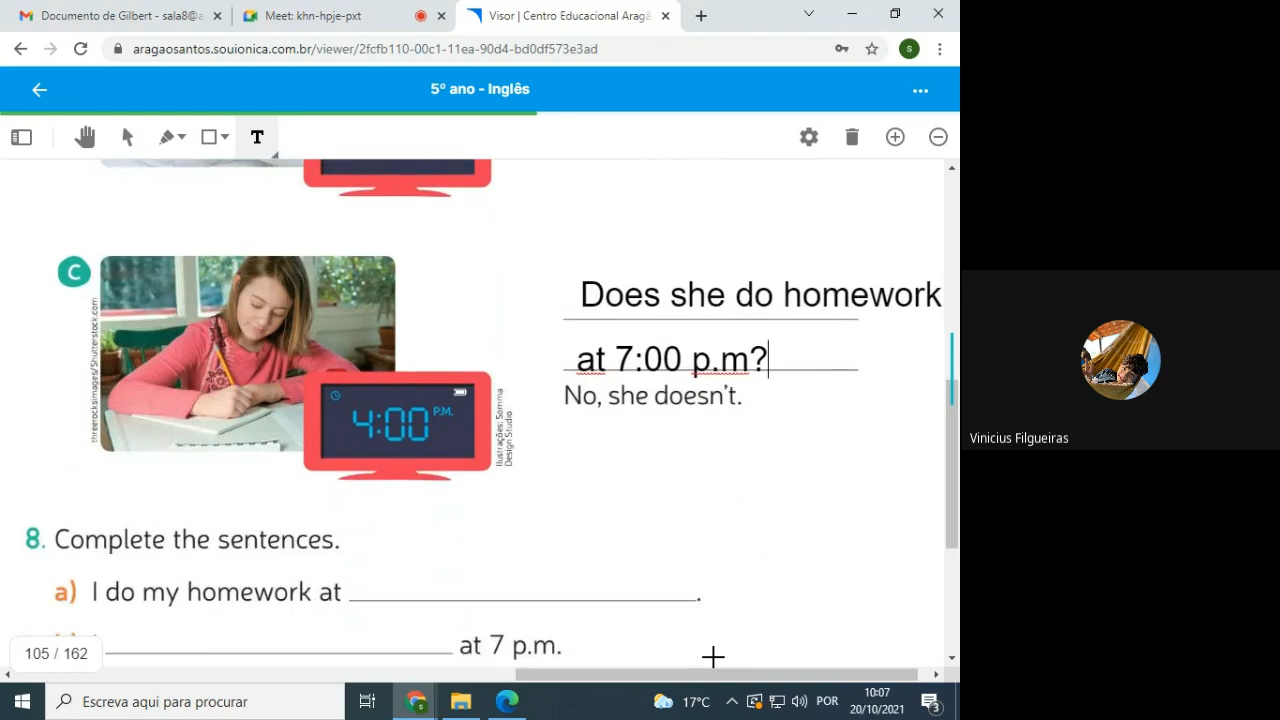 Documento de Gilbert - sala8@a
Meet: khn-hpje-pxt
Visor | Centro Educacional Aragã
aragaosantos.souionica.com.br/viewer/2fcfb110-00c1-11ea-90d4-bd0df573e3ad
S
5º ano - Inglês
T
C
threerocksimages/Shutterstock.com
4:00 P.M.
Ilustrações: Somma
Design Studio
Does she do homework
at 7:00 p.m?
No, she doesn't.
Vinicius Filgueiras
8. Complete the sentences.
a) I do my homework at ____________.
____________ at 7 p.m.
105 / 162
Escreva aqui para procurar
17°C
POR
10:07
20/10/2021
3